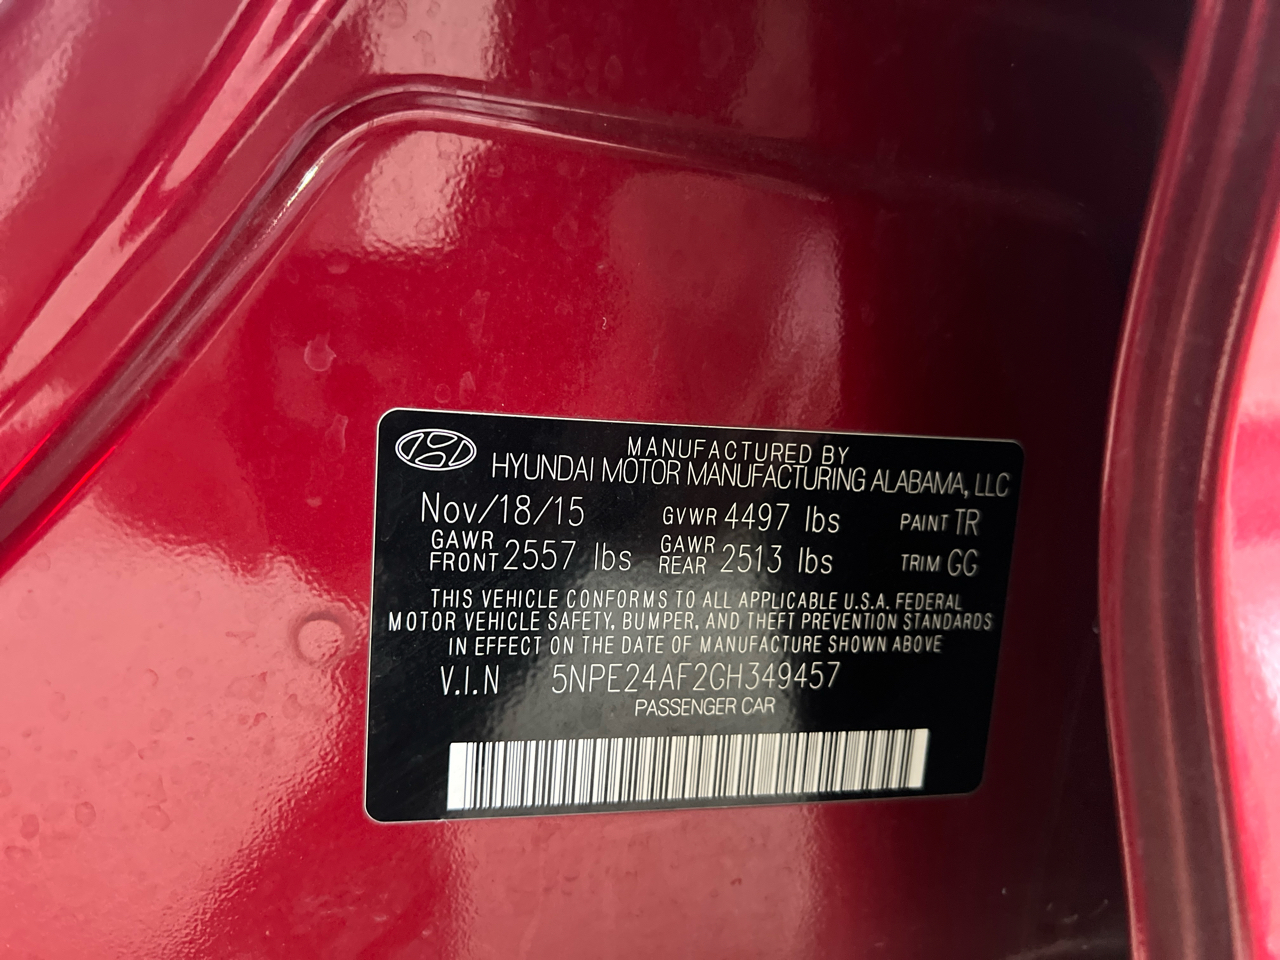 MANUFACTURED BY
HYUNDAI MOTOR MANUFACTURING ALABAMA, LLC
Nov/18/15 GVWR 4497 lbs PAINT TR
GAWR FRONT 2557 lbs GAWR REAR 2513 lbs TRIM GG
THIS VEHICLE CONFORMS TO ALL APPLICABLE U.S.A. FEDERAL
MOTOR VEHICLE SAFETY, BUMPER, AND THEFT PREVENTION STANDARDS
IN EFFECT ON THE DATE OF MANUFACTURE SHOWN ABOVE
V.I.N 5NPE24AF2GH349457
PASSENGER CAR